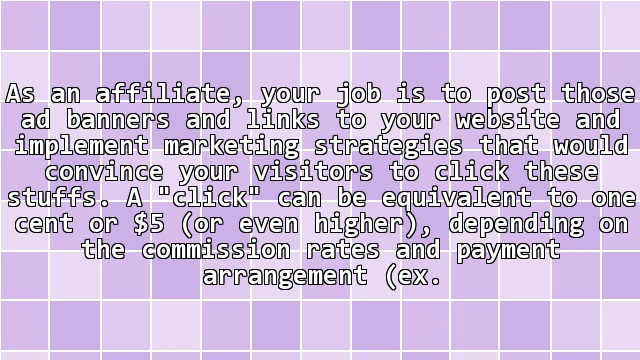 As an affiliate, your job is to post those
ad banners and links to your website and
implement marketing strategies that would
convince your visitors to click these
stuffs. A "click" can be equivalent to one
cent or $5 (or even higher), depending on
the commission rates and payment
arrangement (ex.